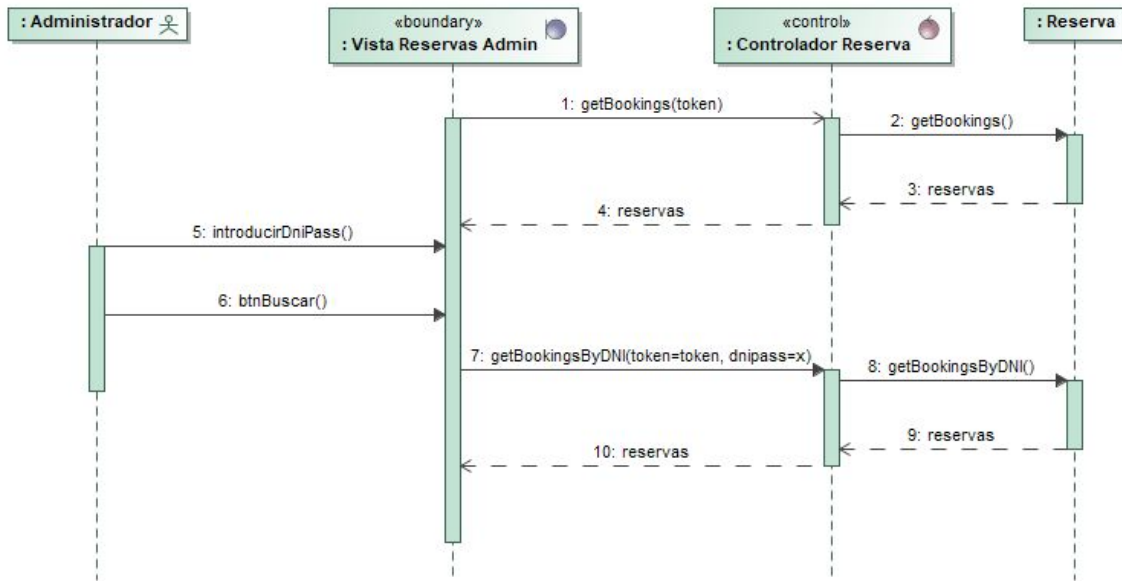 : Administrador
«boundary»
: Vista Reservas Admin
«control»
: Controlador Reserva
: Reserva
1: getBookings(token)
2: getBookings()
3: reservas
4: reservas
5: introducirDniPass()
6: btnBuscar()
7: getBookingsByDNI(token=token, dnipass=x)
8: getBookingsByDNI()
9: reservas
10: reservas